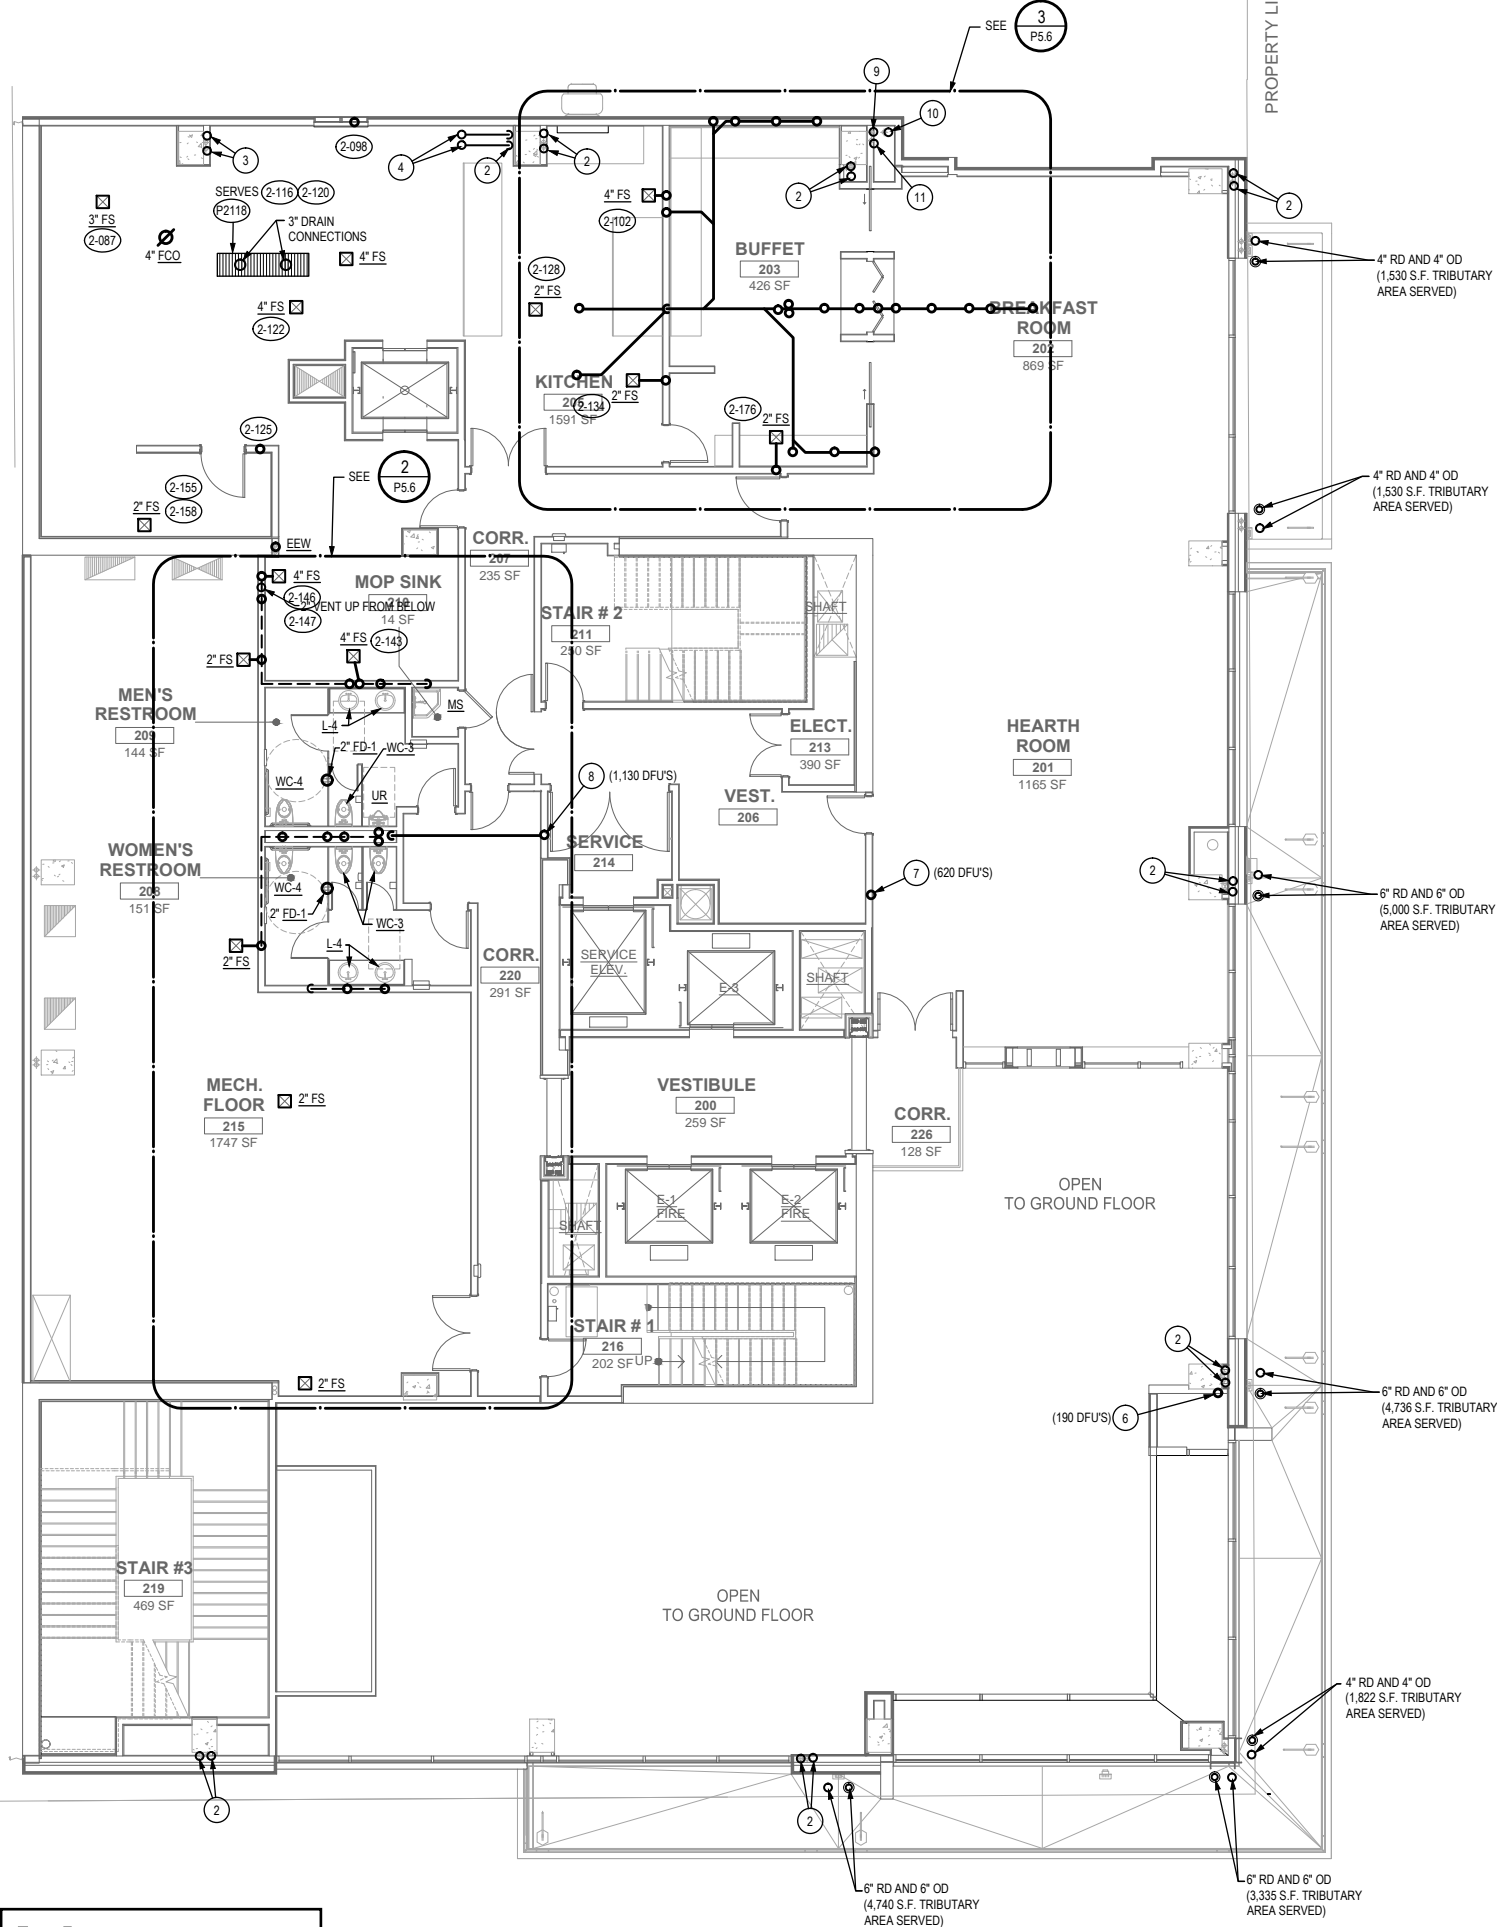 SEE
3
P5.6
PROPERTY LI
9
10
2-098
3
4
2
2
2
11
2
SERVES
2-116
2-120
P2118
3" DRAIN
CONNECTIONS
3" FS
2-087
4" FCO
4" FS
4" FS
2-122
4" FS
2-102
2-128
2" FS
BUFFET
203
426 SF
BREAKFAST
ROOM
202
869 SF
4" RD AND 4" OD
(1,530 S.F. TRIBUTARY
AREA SERVED)
KITCHEN
205
2-134
1591 SF
2" FS
2-176
2" FS
2-125
SEE
2
P5.6
2-155
2-158
2" FS
4" RD AND 4" OD
(1,530 S.F. TRIBUTARY
AREA SERVED)
EEW
CORR.
207
235 SF
4" FS
MOP SINK
210
14 SF
2-146
2-147
2" VENT UP FROM BELOW
4" FS
2-143
2" FS
STAIR # 2
211
250 SF
SHAFT
MEN'S
RESTROOM
209
144 SF
MS
L-4
2" FD-1
WC-3
WC-4
UR
ELECT.
213
390 SF
HEARTH
ROOM
201
1165 SF
8
(1,130 DFU'S)
VEST.
206
SERVICE
214
WOMEN'S
RESTROOM
208
151 SF
WC-4
2" FD-1
WC-3
L-4
2" FS
7
(620 DFU'S)
2
6" RD AND 6" OD
(5,000 S.F. TRIBUTARY
AREA SERVED)
CORR.
220
291 SF
SERVICE
ELEV.
E-3
SHAFT
MECH.
FLOOR
215
1747 SF
2" FS
VESTIBULE
200
259 SF
CORR.
226
128 SF
OPEN
TO GROUND FLOOR
E-1
FIRE
E-2
FIRE
SHAFT
STAIR # 1
216
202 SF
UP
2" FS
2
6" RD AND 6" OD
(4,736 S.F. TRIBUTARY
AREA SERVED)
(190 DFU'S)
6
STAIR #3
219
469 SF
OPEN
TO GROUND FLOOR
4" RD AND 4" OD
(1,822 S.F. TRIBUTARY
AREA SERVED)
2
2
6" RD AND 6" OD
(4,740 S.F. TRIBUTARY
AREA SERVED)
6" RD AND 6" OD
(3,335 S.F. TRIBUTARY
AREA SERVED)